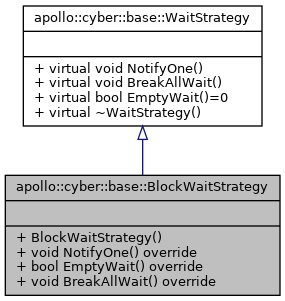 apollo::cyber::base::WaitStrategy
+ virtual void NotifyOne()
+ virtual void BreakAllWait()
+ virtual bool EmptyWait()=0
+ virtual ~WaitStrategy()
apollo::cyber::base::BlockWaitStrategy
+ BlockWaitStrategy()
+ void NotifyOne() override
+ bool EmptyWait() override
+ void BreakAllWait() override